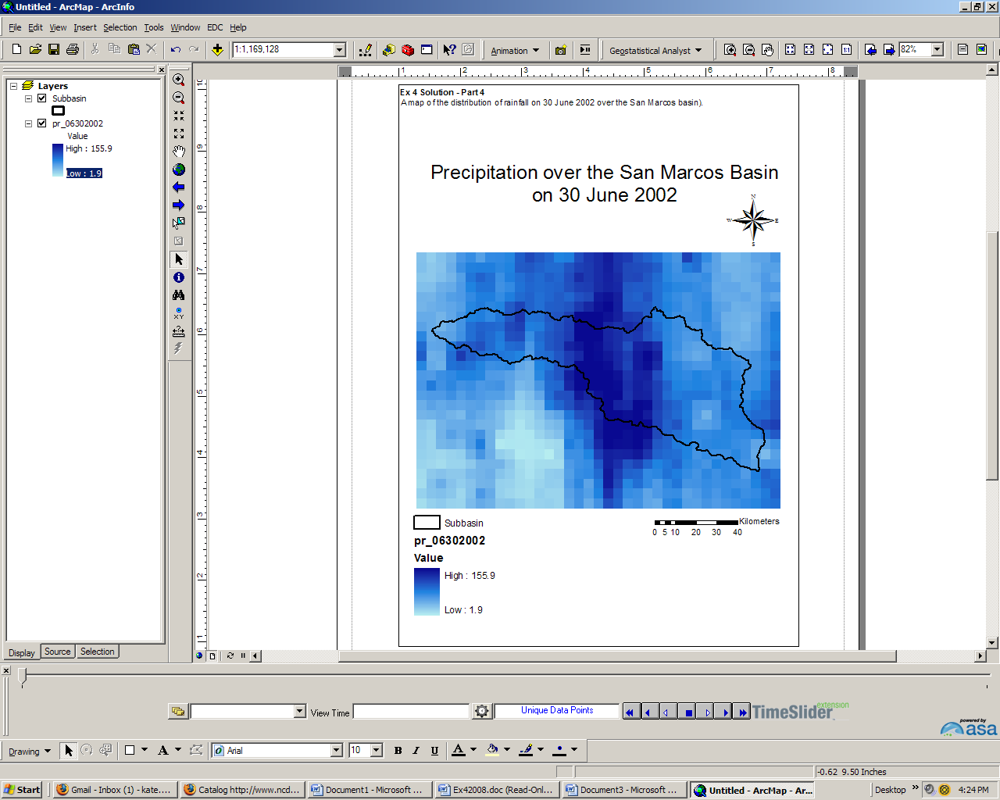 Untitled - ArcMap - ArcInfo
File Edit View Insert Selection Tools Window EDC Help
1:1,169,128
Animation
Geostatistical Analyst
1:1
82%
Layers
Subbasin
pr_06302002
Value
High : 155.9
Low : 1.9
Display Source Selection
XY
1 2 3 4 5 6 7 8
10
9
8
7
6
5
4
3
2
1
Ex 4 Solution - Part 4
A map of the distribution of rainfall on 30 June 2002 over the San Marcos basin).
Precipitation over the San Marcos Basin
on 30 June 2002
N
W E
S
Subbasin
pr_06302002
Value
High : 155.9
Low : 1.9
Kilometers
0 5 10 20 30 40
View Time
Unique Data Points
TimeSlider extension
powered by
asa
Drawing
A
Arial
10
B I U
A
-0.62 9.50 Inches
Start
Gmail - Inbox (1) - kate....
Catalog http://www.ncd...
Document1 - Microsoft ...
Ex42008.doc (Read-Onl...
Document3 - Microsoft ...
Untitled - ArcMap - Ar...
Desktop
4:24 PM